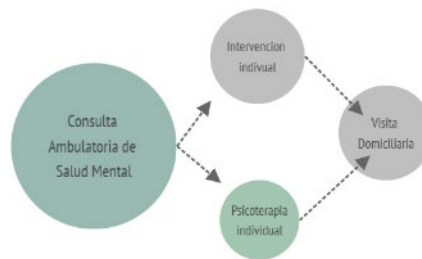 Consulta
Ambulatoria de
Salud Mental
Intervencion
indivual
Psicoterapia
individual
Visita
Domiciliaria